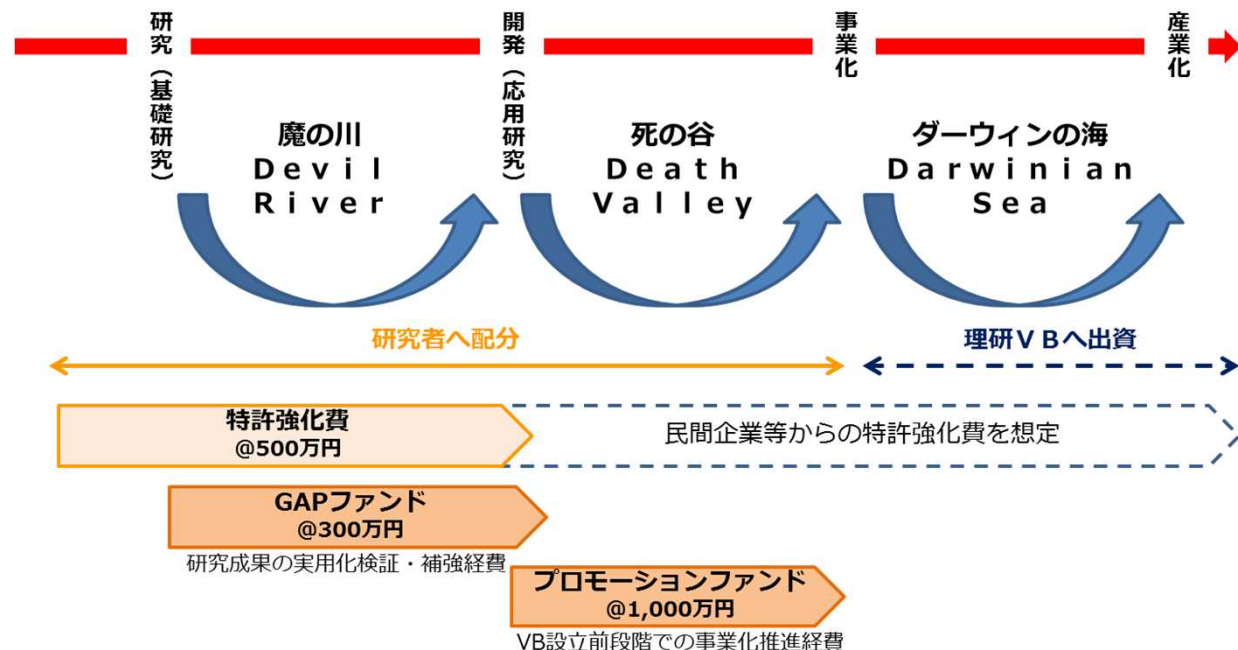 研究（基礎研究）
開発（応用研究）
事業化
産業化
魔の川
Ｄｅｖｉｌ
Ｒｉｖｅｒ
死の谷
Ｄｅａｔｈ
Ｖａｌｌｅｙ
ダーウィンの海
Ｄａｒｗｉｎｉａｎ
Ｓｅａ
研究者へ配分
理研ＶＢへ出資
特許強化費
@500万円
民間企業等からの特許強化費を想定
GAPファンド
@300万円
研究成果の実用化検証・補強経費
プロモーションファンド
@1,000万円
VB設立前段階での事業化推進経費